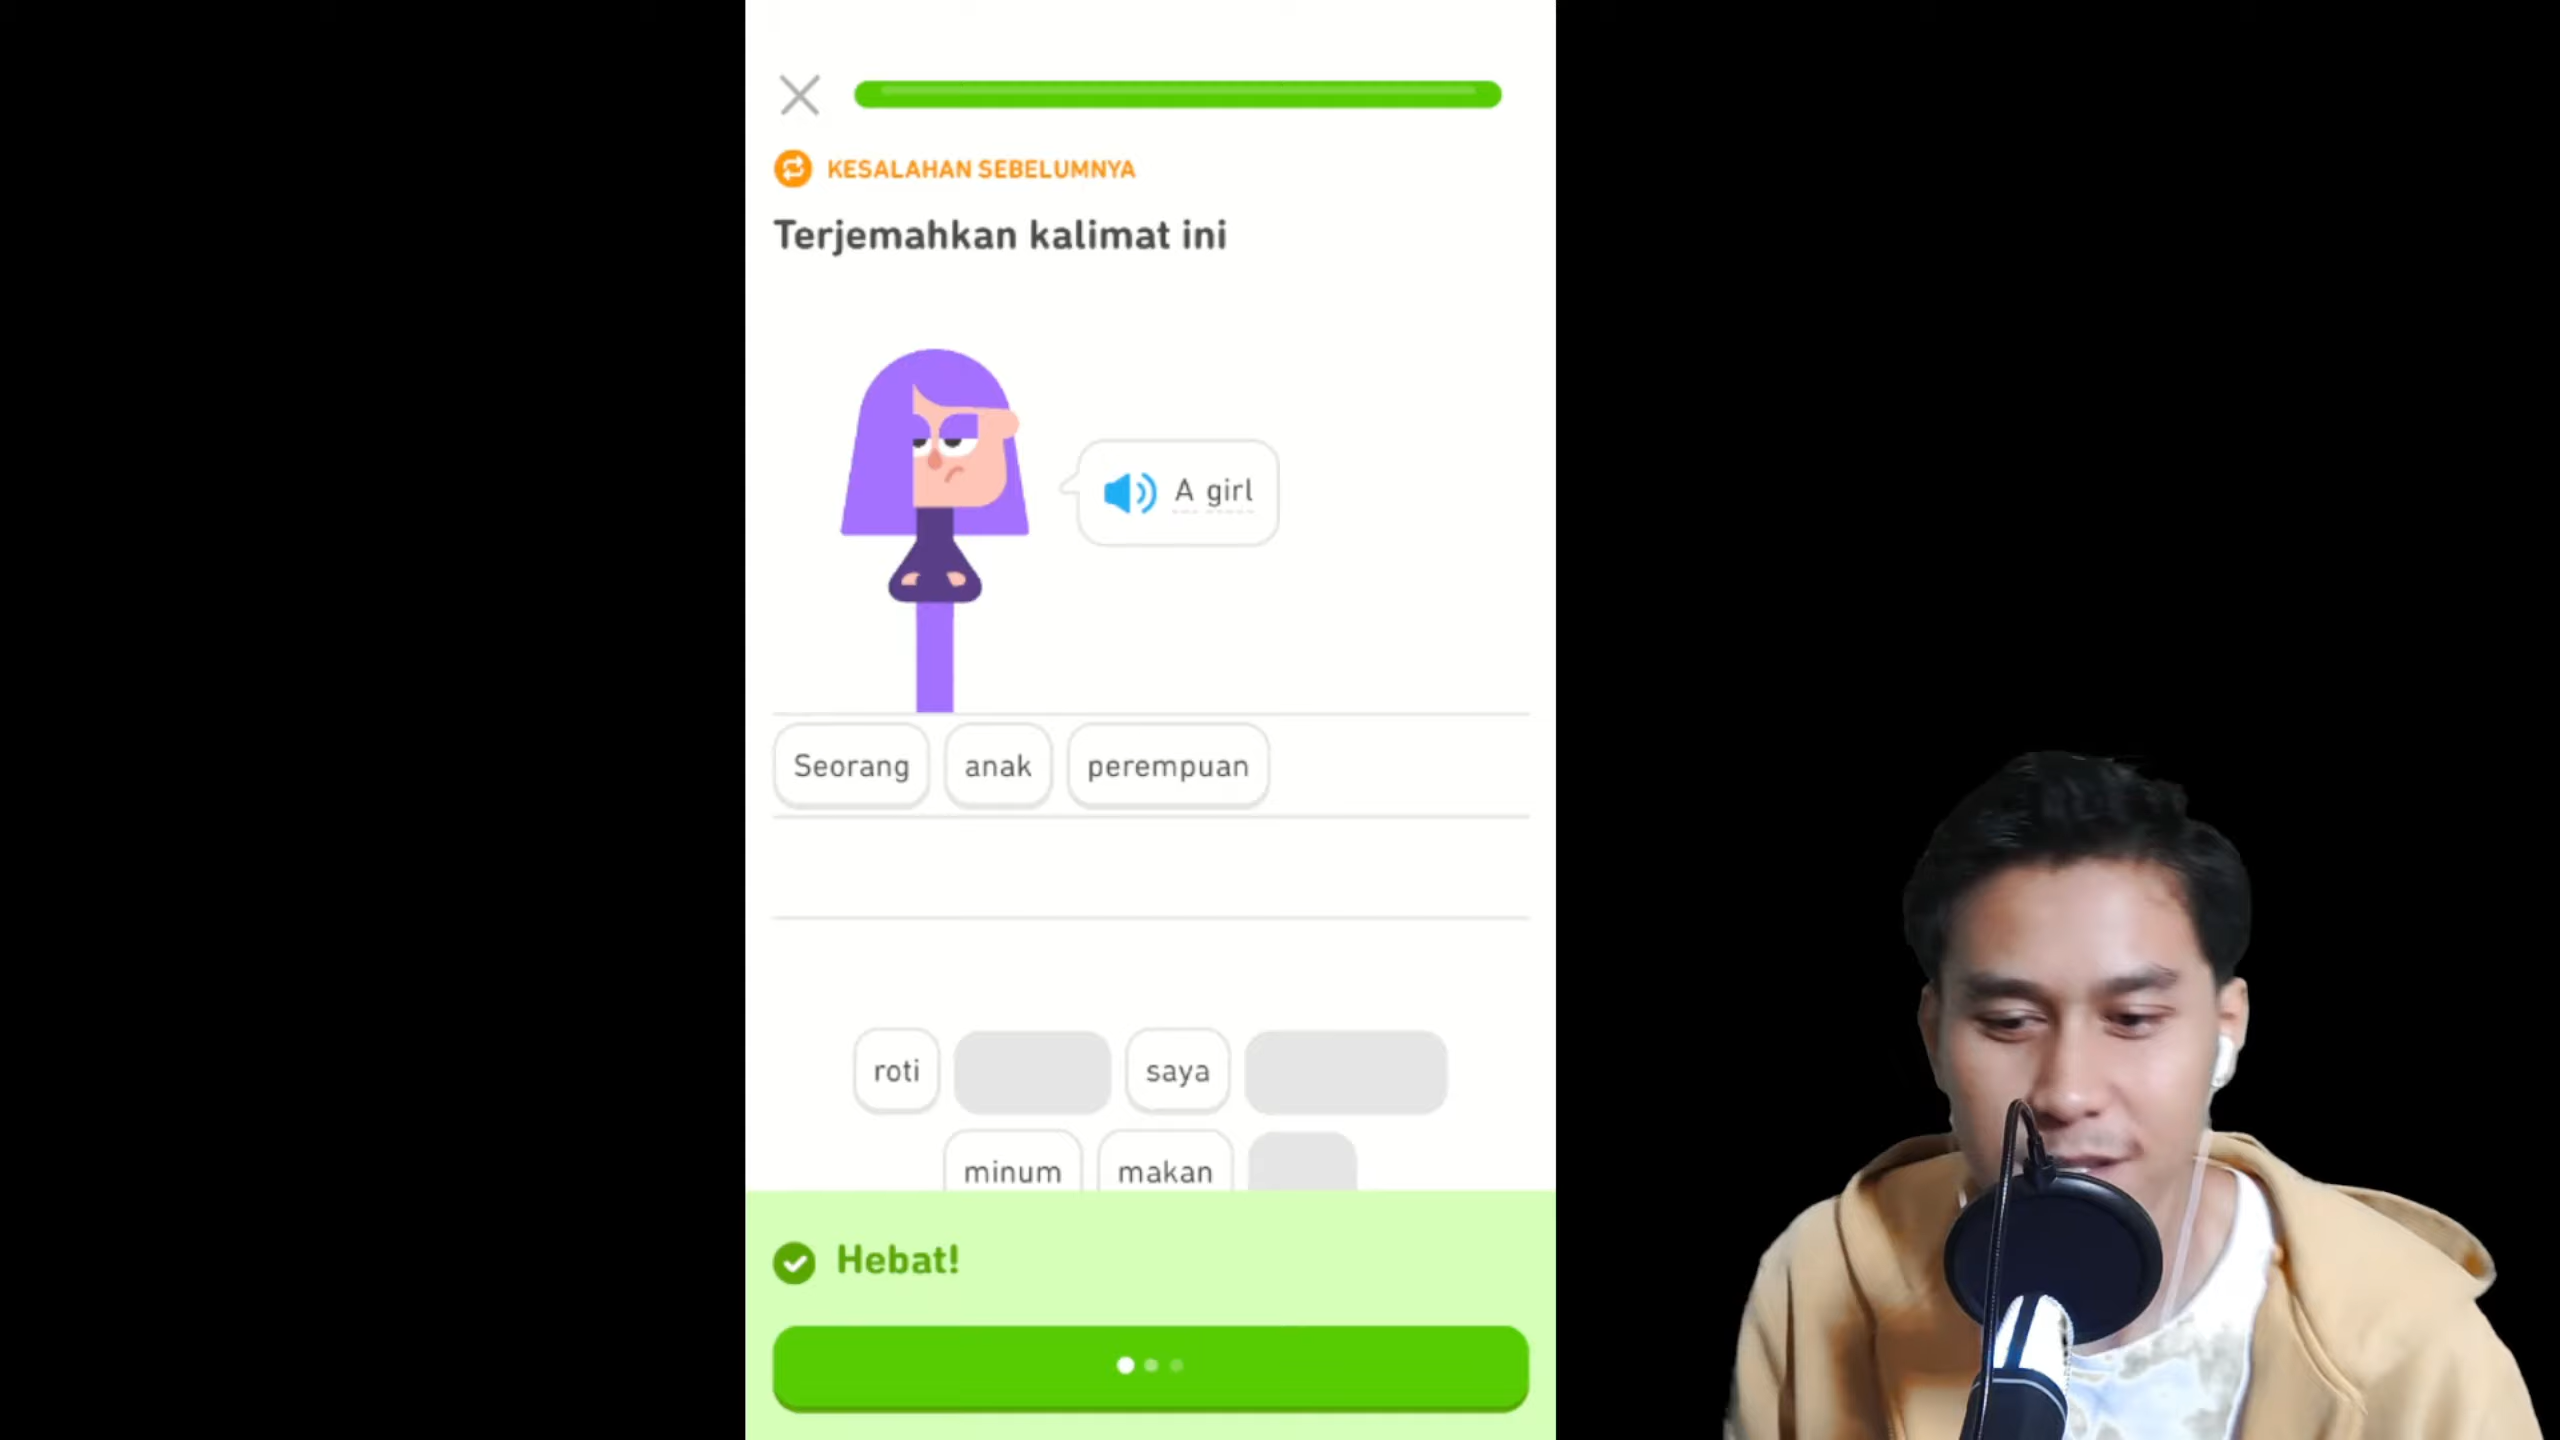 KESALAHAN SEBELUMNYA
Terjemahkan kalimat ini
A girl
Seorang anak perempuan
roti saya
minum makan
Hebat!